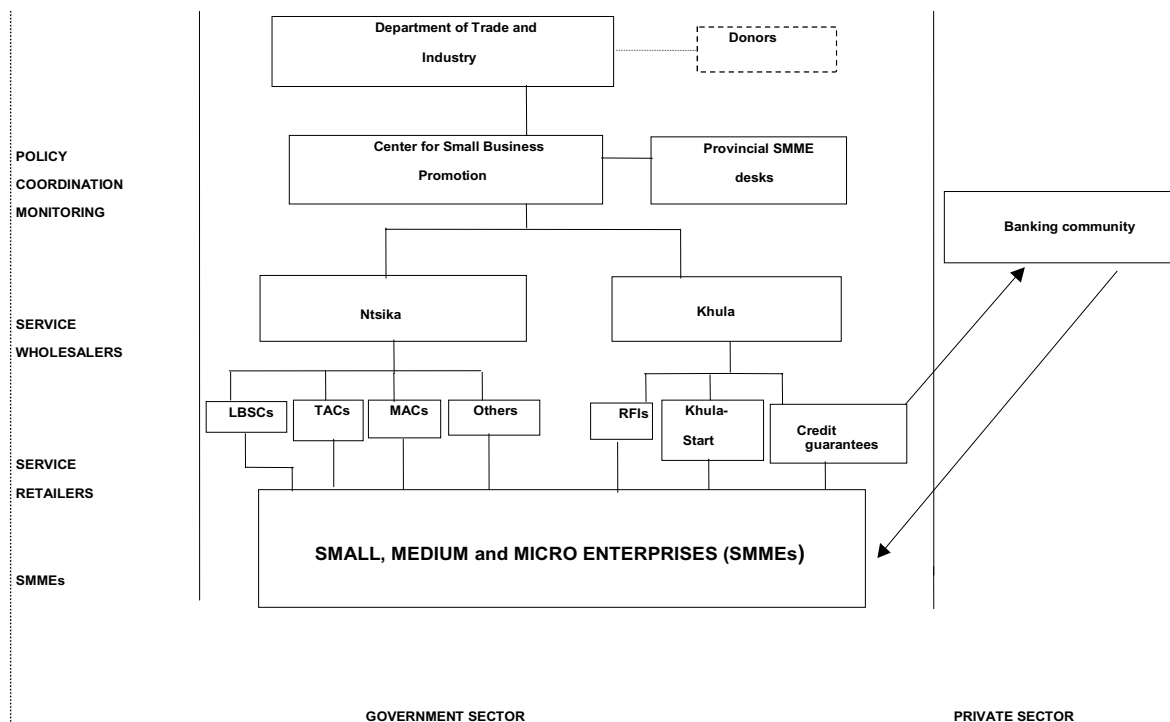 Department of Trade and
Industry
Donors
POLICY
COORDINATION
MONITORING
Center for Small Business
Promotion
Provincial SMME
desks
Banking community
SERVICE
WHOLESALERS
Ntsika
Khula
LBSCs
TACs
MACs
Others
RFIs
Khula-
Start
Credit
guarantees
SERVICE
RETAILERS
SMALL, MEDIUM and MICRO ENTERPRISES (SMMEs)
SMMEs
GOVERNMENT SECTOR
PRIVATE SECTOR